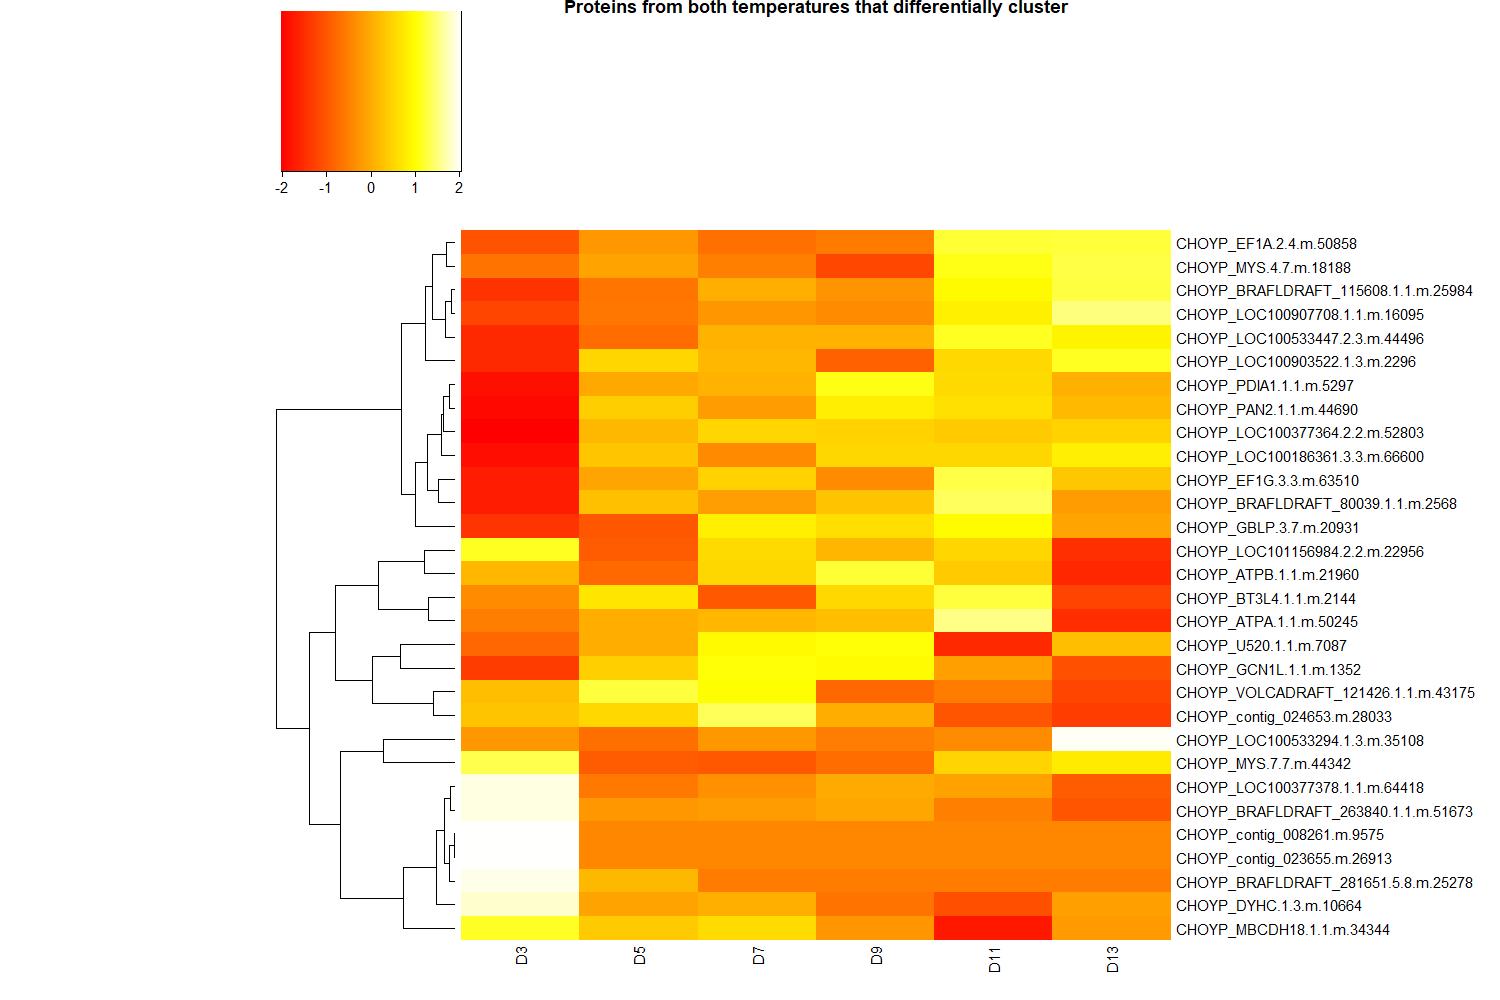 Proteins from both temperatures that differentially cluster
-2 -1 0 1 2
CHOYP_EF1A.2.4.m.50858
CHOYP_MYS.4.7.m.18188
CHOYP_BRAFLDRAFT_115608.1.1.m.25984
CHOYP_LOC100907708.1.1.m.16095
CHOYP_LOC100533447.2.3.m.44496
CHOYP_LOC100903522.1.3.m.2296
CHOYP_PDIA1.1.1.m.5297
CHOYP_PAN2.1.1.m.44690
CHOYP_LOC100377364.2.2.m.52803
CHOYP_LOC100186361.3.3.m.66600
CHOYP_EF1G.3.3.m.63510
CHOYP_BRAFLDRAFT_80039.1.1.m.2568
CHOYP_GBLP.3.7.m.20931
CHOYP_LOC101156984.2.2.m.22956
CHOYP_ATPB.1.1.m.21960
CHOYP_BT3L4.1.1.m.2144
CHOYP_ATPA.1.1.m.50245
CHOYP_U520.1.1.m.7087
CHOYP_GCN1L.1.1.m.1352
CHOYP_VOLCADRAFT_121426.1.1.m.43175
CHOYP_contig_024653.m.28033
CHOYP_LOC100533294.1.3.m.35108
CHOYP_MYS.7.7.m.44342
CHOYP_LOC100377378.1.1.m.64418
CHOYP_BRAFLDRAFT_263840.1.1.m.51673
CHOYP_contig_008261.m.9575
CHOYP_contig_023655.m.26913
CHOYP_BRAFLDRAFT_281651.5.8.m.25278
CHOYP_DYHC.1.3.m.10664
CHOYP_MBCDH18.1.1.m.34344
D3 D5 D7 D9 D11 D13